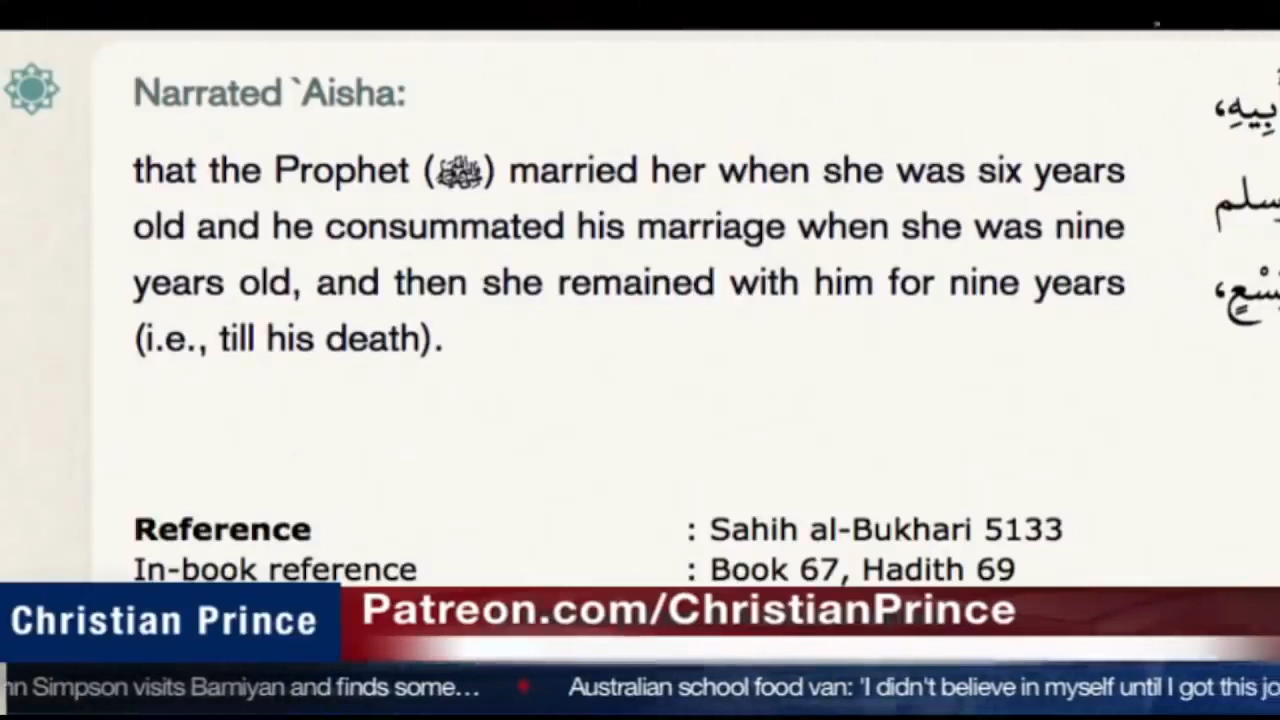 Narrated `Aisha:
that the Prophet (ﷺ) married her when she was six years
old and he consummated his marriage when she was nine
years old, and then she remained with him for nine years
(i.e., till his death).
Reference : Sahih al-Bukhari 5133
In-book reference : Book 67, Hadith 69
Christian Prince
Patreon.com/ChristianPrince
Simpson visits Bamiyan and finds some... Australian school food van: 'I didn't believe in myself until I got this